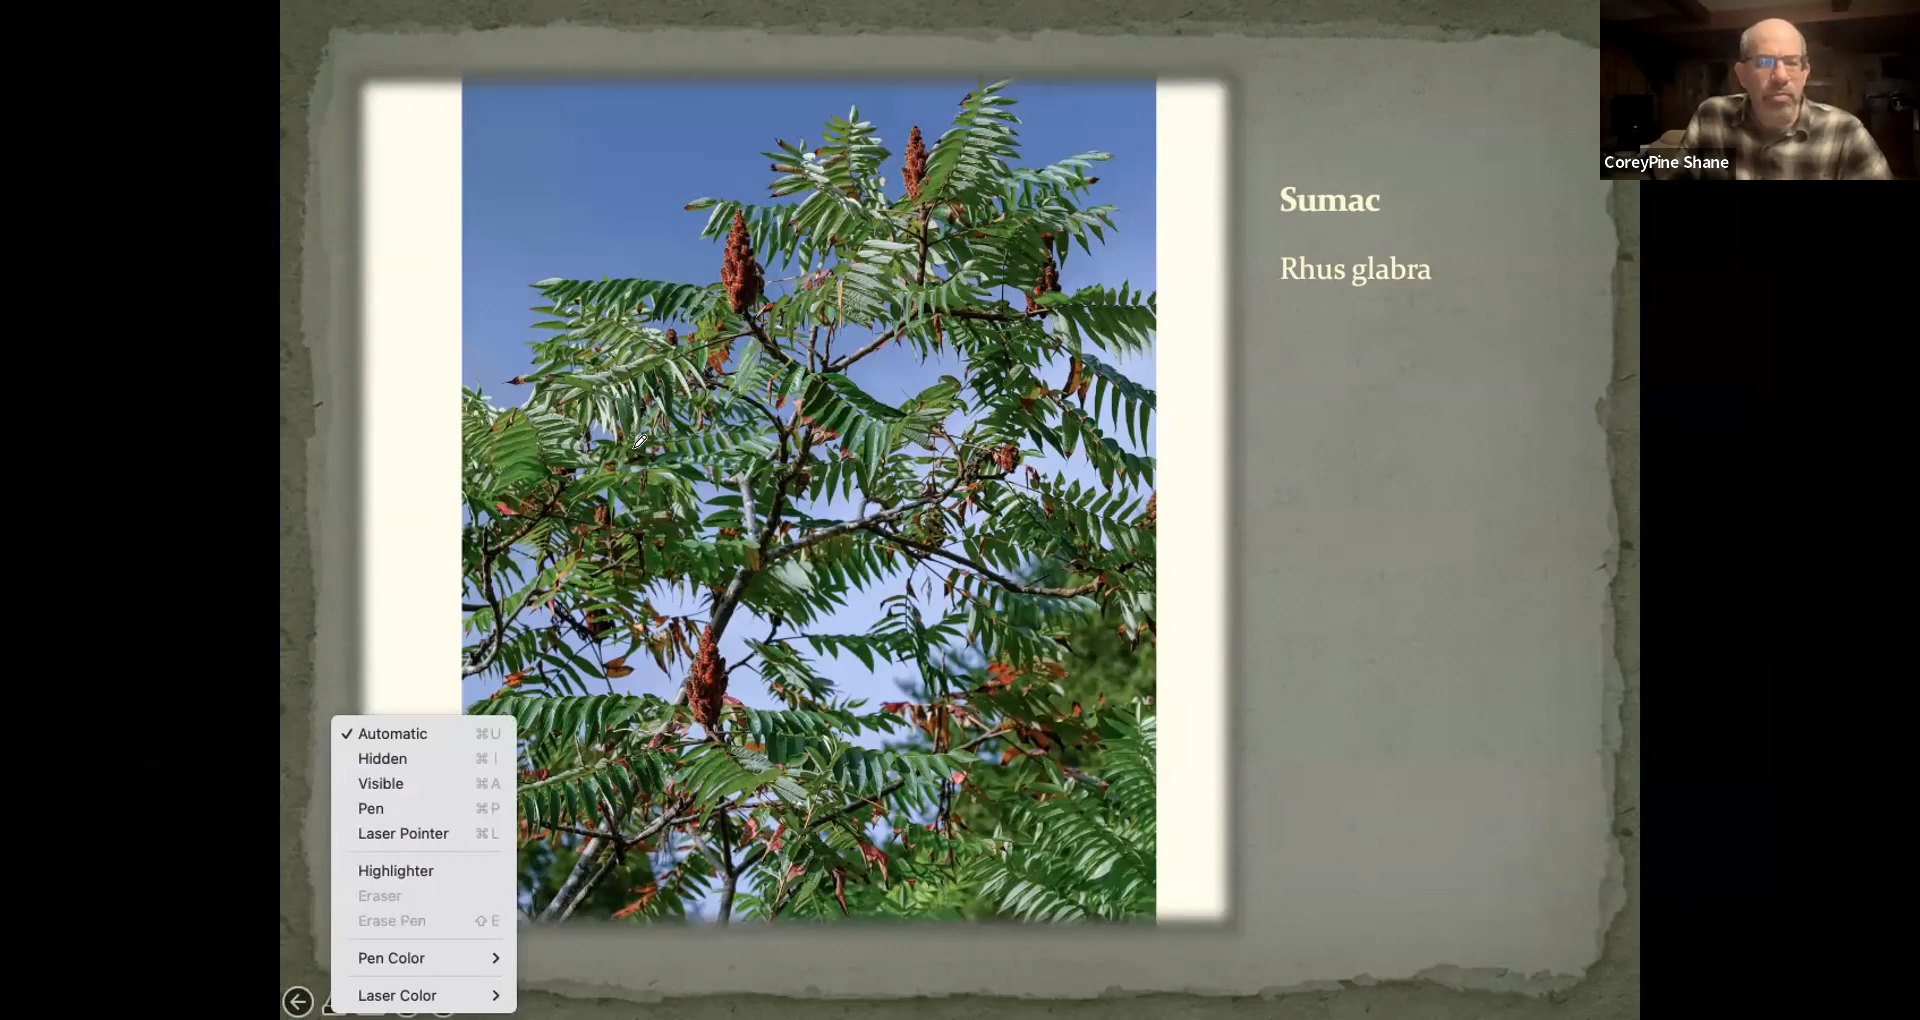 CoreyPine Shane
Sumac
Rhus glabra
✓ Automatic ⌘ U
Hidden ⌘ I
Visible ⌘ A
Pen ⌘ P
Laser Pointer ⌘ L
Highlighter
Eraser
Erase Pen ⇧ E
Pen Color >
Laser Color >